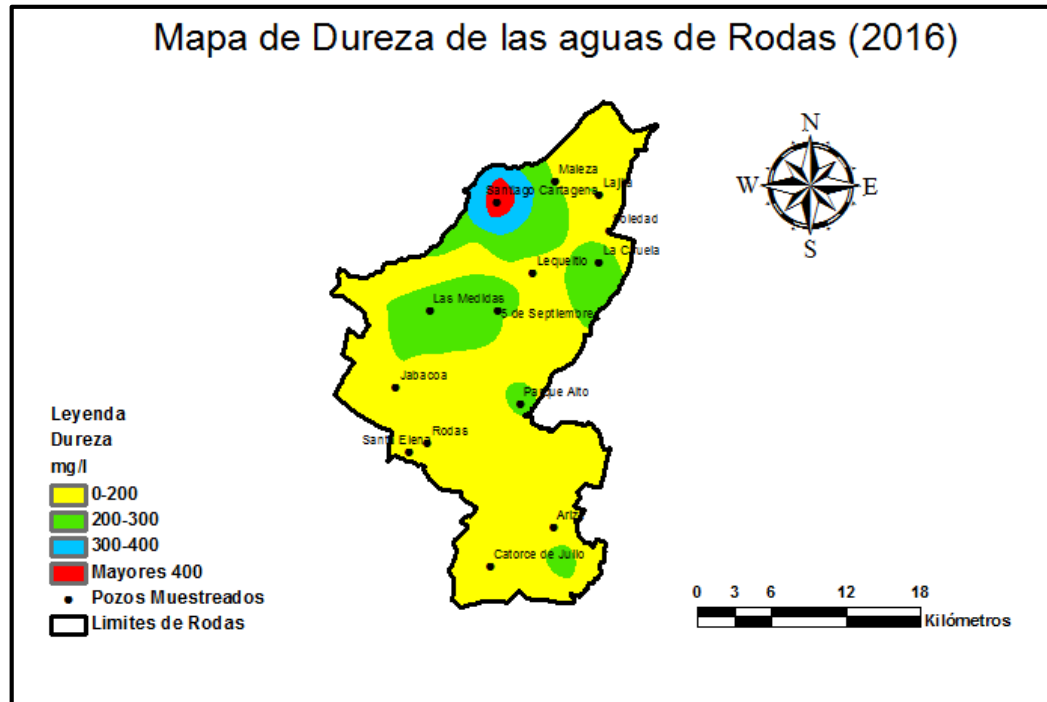 Mapa de Dureza de las aguas de Rodas (2016)
N
W
E
S
Maleza
Santiago Cartagena
Lajita
Soledad
La Ciruela
Lequeitio
Las Medidas
5 de Septiembre
Jabacoa
Parque Alto
Rodas
Santa Elena
Ariza
Catorce de Julio
Leyenda
Dureza
mg/l
0-200
200-300
300-400
Mayores 400
Pozos Muestreados
Limites de Rodas
0 3 6 12 18
Kilómetros